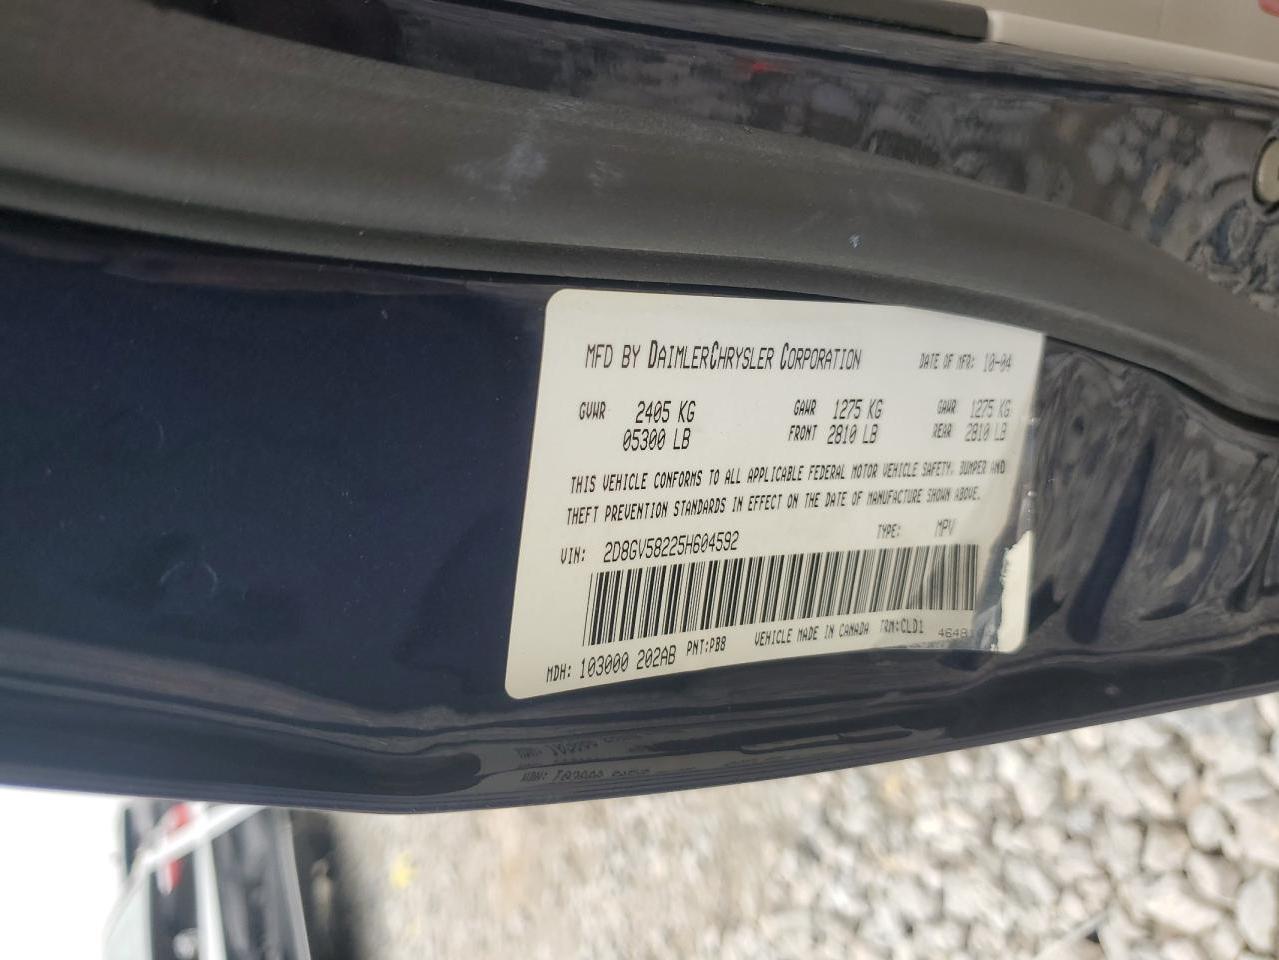 MFD BY DAIMLERCHRYSLER CORPORATION DATE OF MFR: 10-04
GVWR 2405 KG GAWR 1275 KG GAWR 1275 KG
05300 LB FRONT 2810 LB REAR 2810 LB
THIS VEHICLE CONFORMS TO ALL APPLICABLE FEDERAL MOTOR VEHICLE SAFETY, BUMPER AND
THEFT PREVENTION STANDARDS IN EFFECT ON THE DATE OF MANUFACTURE SHOWN ABOVE.
VIN: 2D8GV58225H604592 TYPE: MPV
MDH: 103000 202AB PNT:PB8 VEHICLE MADE IN CANADA TRM:CLD1